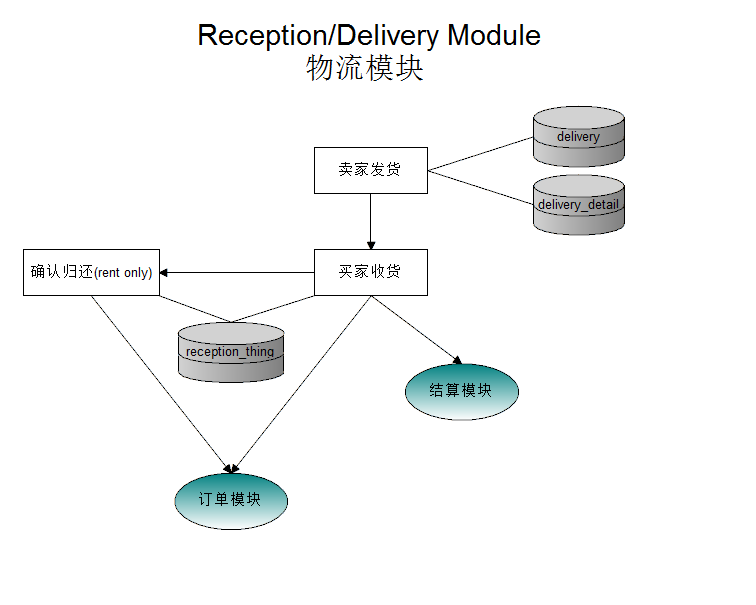 Reception/Delivery Module
物流模块
delivery
卖家发货
delivery_detail
确认归还(rent only)
买家收货
reception_thing
结算模块
订单模块